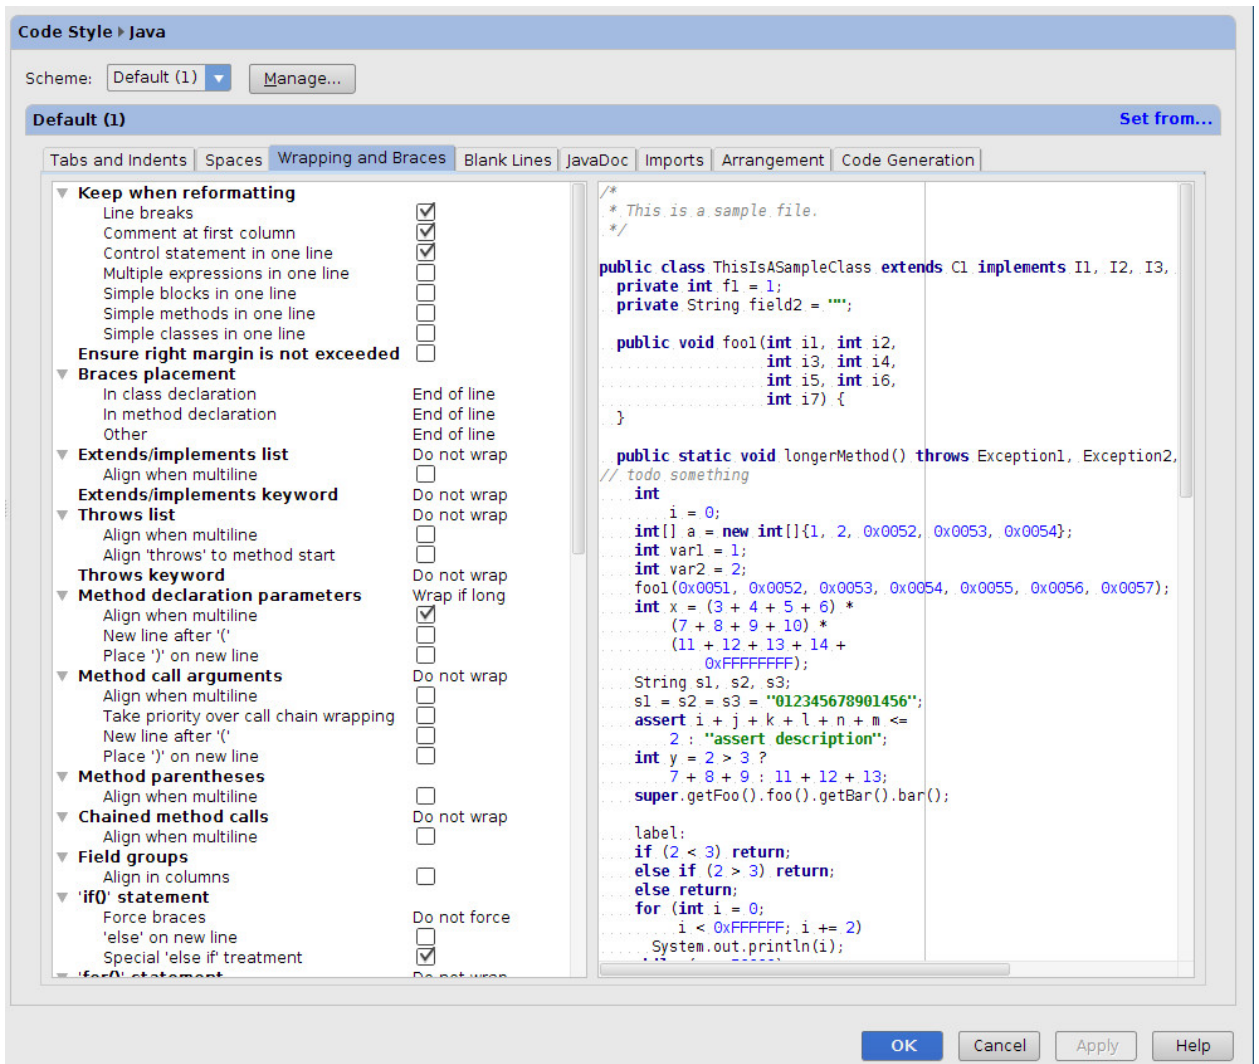 Code Style ▸ Java
Scheme: Default (1) Manage...
Default (1) Set from...
Tabs and Indents Spaces Wrapping and Braces Blank Lines JavaDoc Imports Arrangement Code Generation
Keep when reformatting
Line breaks
Comment at first column
Control statement in one line
Multiple expressions in one line
Simple blocks in one line
Simple methods in one line
Simple classes in one line
Ensure right margin is not exceeded
Braces placement
In class declaration End of line
In method declaration End of line
Other End of line
Extends/implements list Do not wrap
Align when multiline
Extends/implements keyword Do not wrap
Throws list Do not wrap
Align when multiline
Align 'throws' to method start
Throws keyword Do not wrap
Method declaration parameters Wrap if long
Align when multiline
New line after '('
Place ')' on new line
Method call arguments Do not wrap
Align when multiline
Take priority over call chain wrapping
New line after '('
Place ')' on new line
Method parentheses
Align when multiline
Chained method calls Do not wrap
Align when multiline
Field groups
Align in columns
'if()' statement
Force braces Do not force
'else' on new line
Special 'else if' treatment
'for()' statement Do not wrap
/*
* This is a sample file.
*/
public class ThisIsASampleClass extends C1 implements I1, I2, I3,
private int f1 = 1;
private String field2 = "";
public void foo1(int i1, int i2,
int i3, int i4,
int i5, int i6,
int i7) {
}
public static void longerMethod() throws Exception1, Exception2,
// todo something
int
i = 0;
int[] a = new int[]{1, 2, 0x0052, 0x0053, 0x0054};
int var1 = 1;
int var2 = 2;
foo1(0x0051, 0x0052, 0x0053, 0x0054, 0x0055, 0x0056, 0x0057);
int x = (3 + 4 + 5 + 6) *
(7 + 8 + 9 + 10) *
(11 + 12 + 13 + 14 +
0xFFFFFFFF);
String s1, s2, s3;
s1 = s2 = s3 = "012345678901456";
assert i + j + k + l + n + m <=
2 : "assert description";
int y = 2 > 3 ?
7 + 8 + 9 : 11 + 12 + 13;
super.getFoo().foo().getBar().bar();
label:
if (2 < 3) return;
else if (2 > 3) return;
else return;
for (int i = 0;
i < 0xFFFFFF; i += 2)
System.out.println(i);
OK Cancel Apply Help